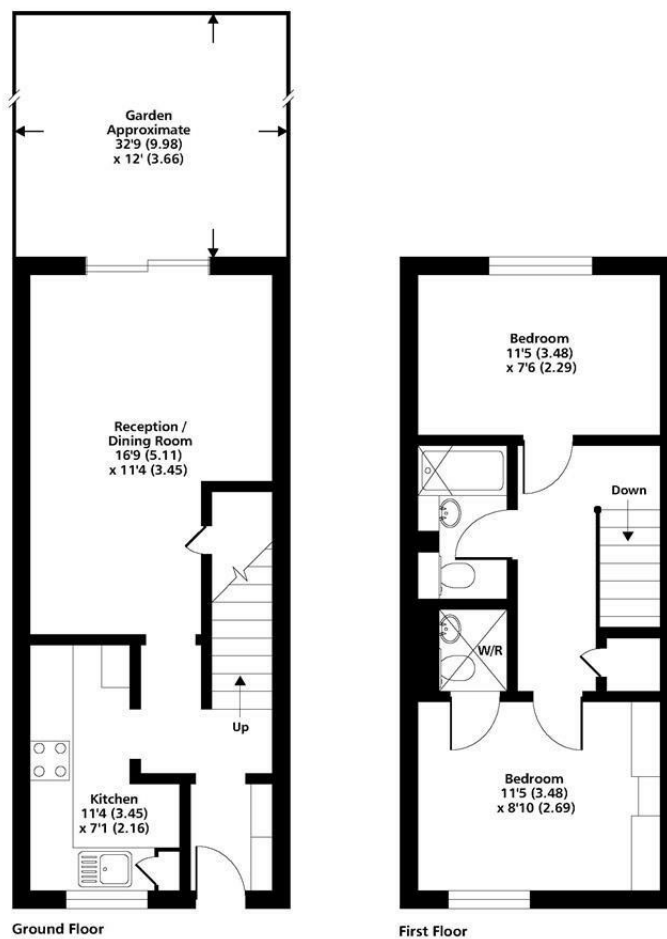 Garden
Approximate
32'9 (9.98)
x 12' (3.66)
Reception /
Dining Room
16'9 (5.11)
x 11'4 (3.45)
Up
Kitchen
11'4 (3.45)
x 7'1 (2.16)
Ground Floor
Bedroom
11'5 (3.48)
x 7'6 (2.29)
Down
W/R
Bedroom
11'5 (3.48)
x 8'10 (2.69)
First Floor